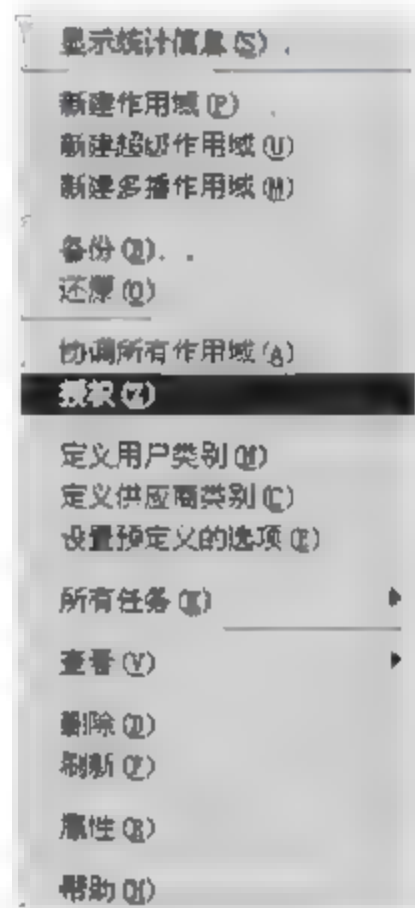 显示统计信息(S)...
新建作用域(P)...
新建超级作用域(U)
新建多播作用域(M)
备份(B)...
还原(O)
协调所有作用域(A)
授权(Z)
定义用户类别(N)
定义供应商类别(C)
设置预定义的选项(E)
所有任务(K)
查看(V)
删除(D)
刷新(F)
属性(R)
帮助(H)